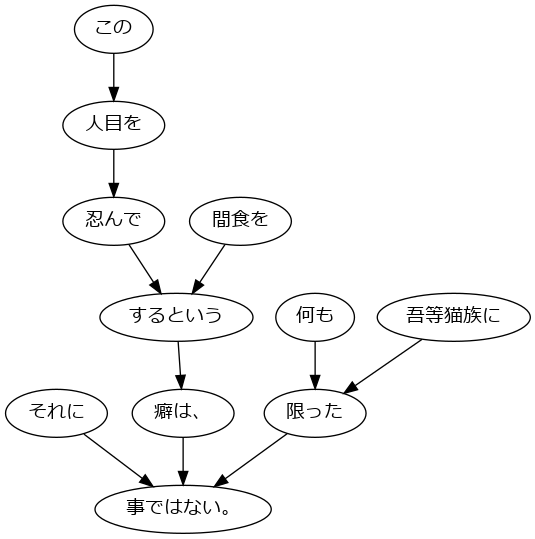 この
人目を
忍んで
間食を
するという
何も
吾等猫族に
それに
癖は、
限った
事ではない。